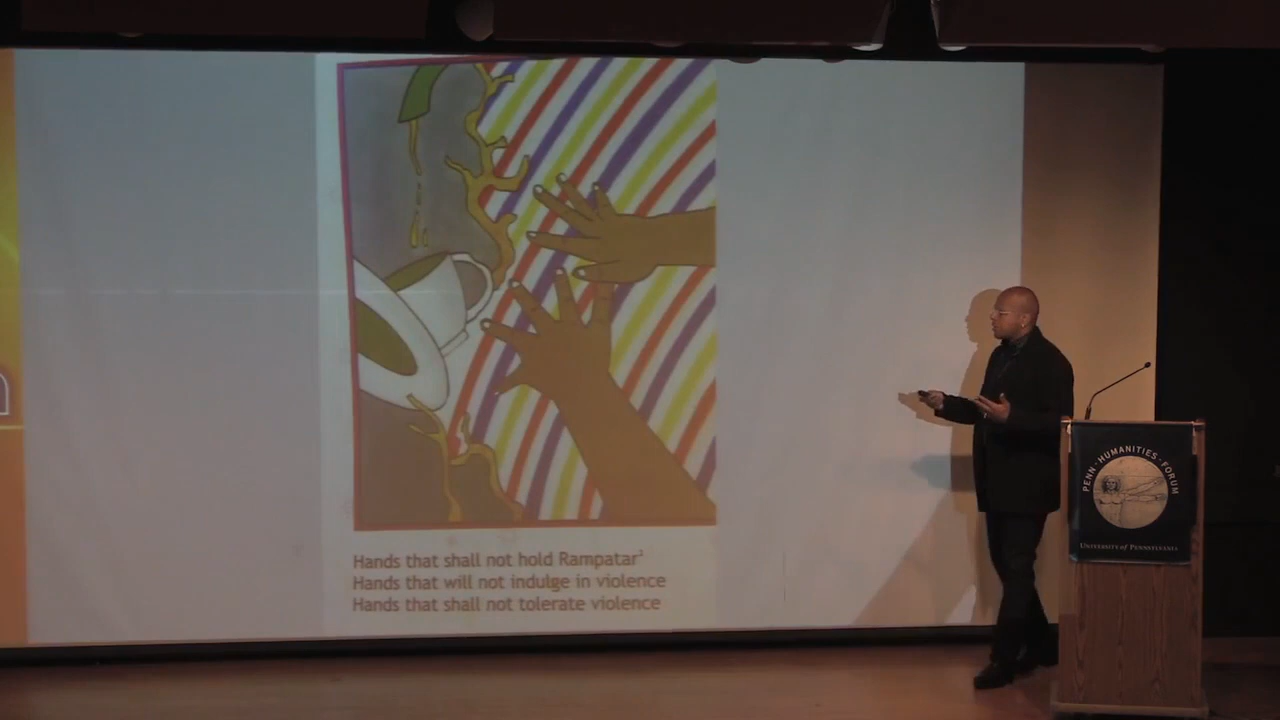 Hands that shall not hold Rampatar¹
Hands that will not indulge in violence
Hands that shall not tolerate violence
PENN·HUMANITIES·FORUM
UNIVERSITY of PENNSYLVANIA